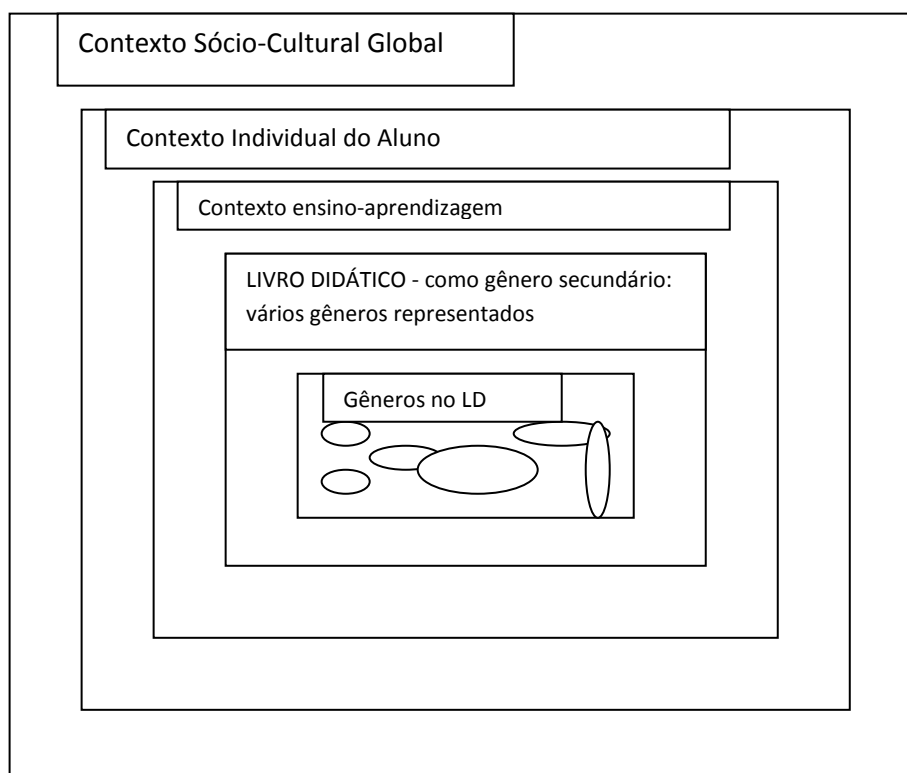 Contexto Sócio-Cultural Global
Contexto Individual do Aluno
Contexto ensino-aprendizagem
LIVRO DIDÁTICO - como gênero secundário:
vários gêneros representados
Gêneros no LD